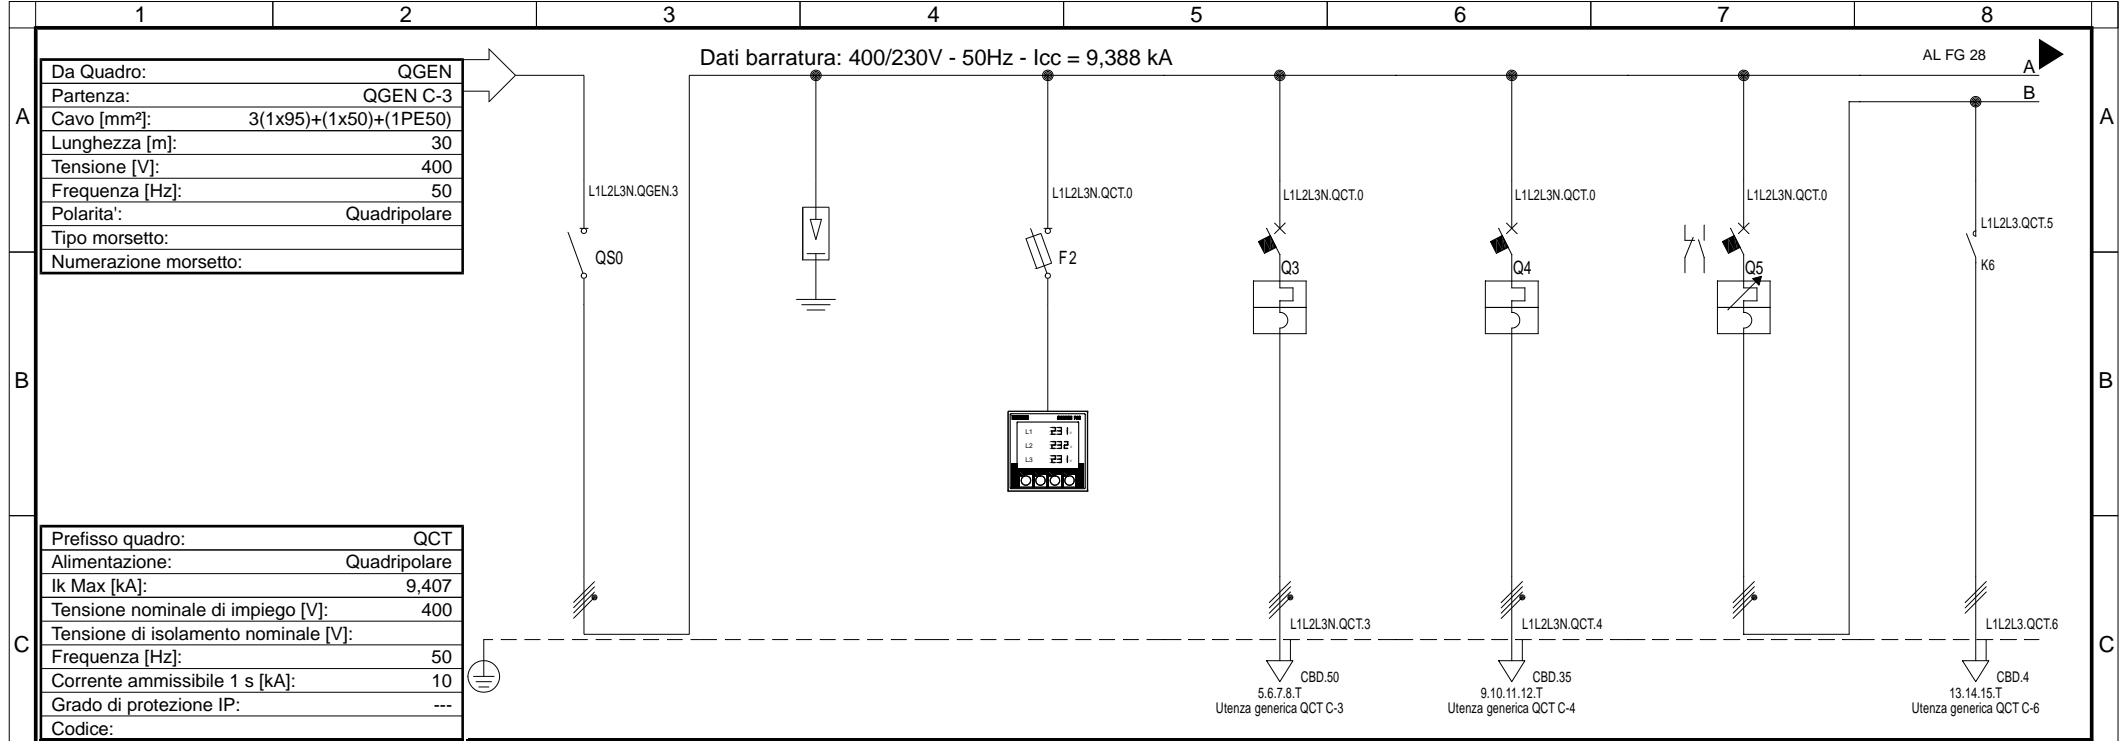 1 2 3 4 5 6 7 8
Dati barratura: 400/230V - 50Hz - Icc = 9,388 kA
AL FG 28
A
B
A
A
Da Quadro: QGEN
Partenza: QGEN C-3
Cavo [mm²]: 3(1x95)+(1x50)+(1PE50)
Lunghezza [m]: 30
Tensione [V]: 400
Frequenza [Hz]: 50
Polarita': Quadripolare
Tipo morsetto:
Numerazione morsetto:
L1L2L3N.QGEN.3
L1L2L3N.QCT.0
L1L2L3N.QCT.0
L1L2L3N.QCT.0
L1L2L3N.QCT.0
L1L2L3.QCT.5
QS0
F2
Q3
Q4
Q5
K6
B
B
L1 231
L2 232
L3 231
Prefisso quadro: QCT
Alimentazione: Quadripolare
Ik Max [kA]: 9,407
Tensione nominale di impiego [V]: 400
Tensione di isolamento nominale [V]:
Frequenza [Hz]: 50
Corrente ammissibile 1 s [kA]: 10
Grado di protezione IP: ---
Codice:
C
C
L1L2L3N.QCT.3
L1L2L3N.QCT.4
L1L2L3.QCT.6
CBD.50
5.6.7.8.T
Utenza generica QCT C-3
CBD.35
9.10.11.12.T
Utenza generica QCT C-4
CBD.4
13.14.15.T
Utenza generica QCT C-6